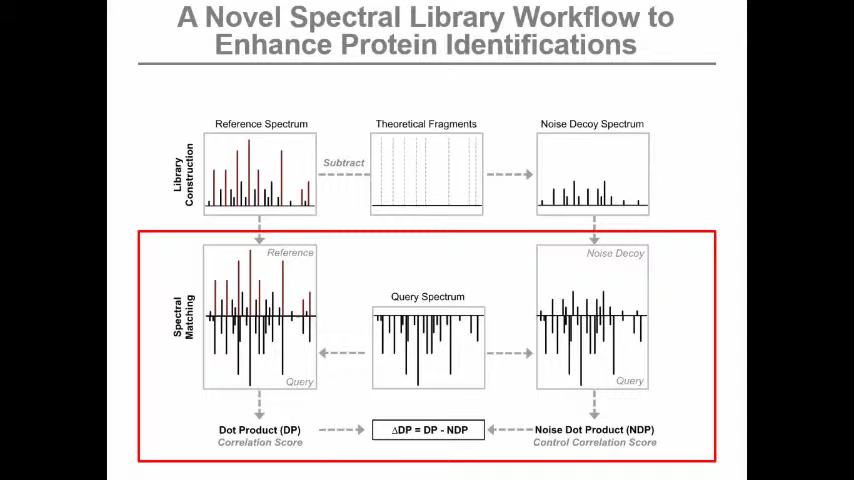 A Novel Spectral Library Workflow to
Enhance Protein Identifications
Reference Spectrum
Theoretical Fragments
Noise Decoy Spectrum
Library
Construction
Subtract
Spectral
Matching
Reference
Query
Query Spectrum
Noise Decoy
Query
Dot Product (DP)
Correlation Score
ΔDP = DP - NDP
Noise Dot Product (NDP)
Control Correlation Score